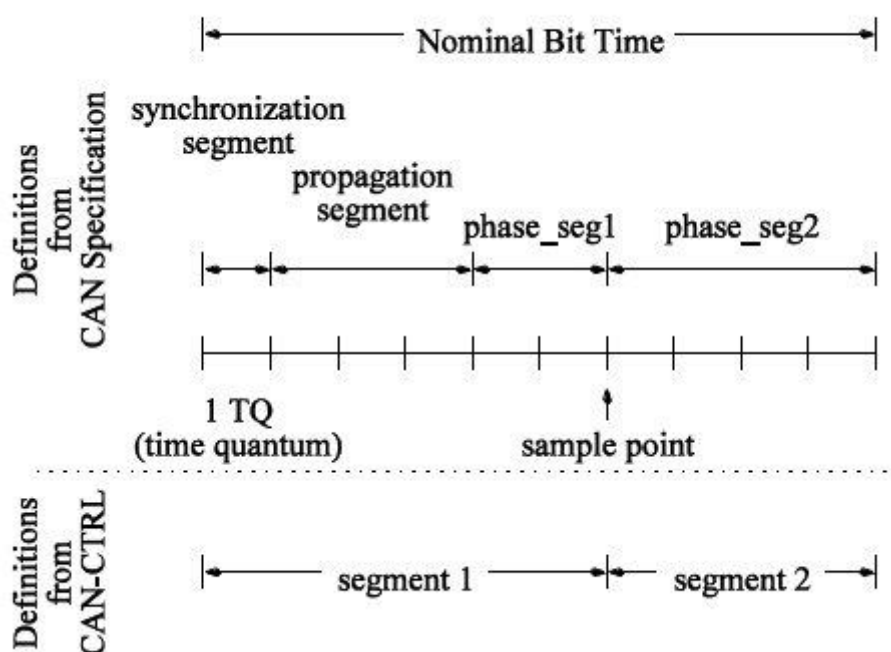 Nominal Bit Time
synchronization
segment
propagation
segment
phase_seg1
phase_seg2
Definitions
from
CAN Specification
1 TQ
(time quantum)
sample point
Definitions
from
CAN-CTRL
segment 1
segment 2